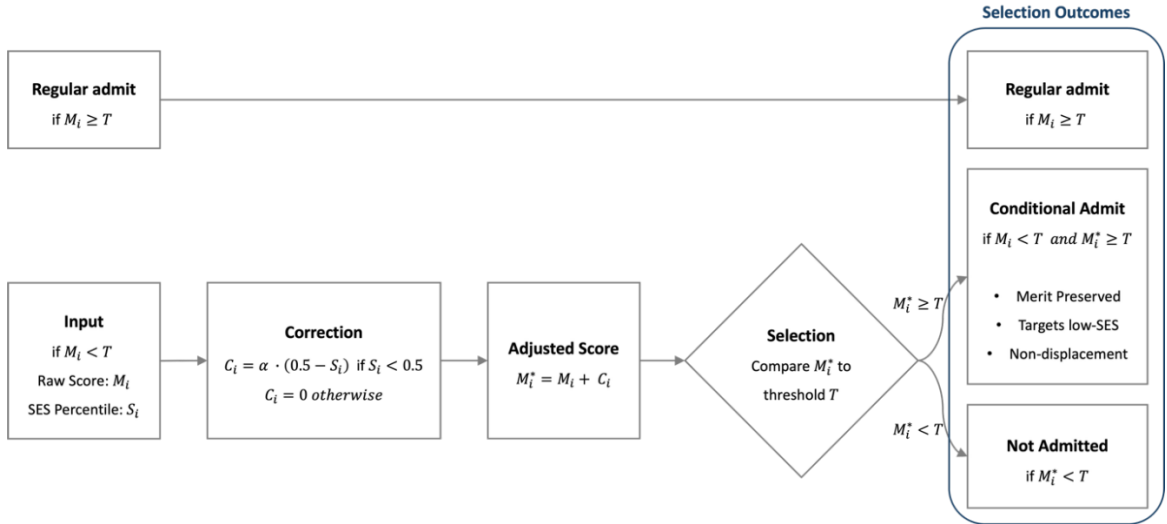 Selection Outcomes
Regular admit
if M_i ≥ T
Regular admit
if M_i ≥ T
Conditional Admit
if M_i < T and M_i^* ≥ T
• Merit Preserved
• Targets low-SES
• Non-displacement
Input
if M_i < T
Raw Score: M_i
SES Percentile: S_i
Correction
C_i = α · (0.5 − S_i) if S_i < 0.5
C_i = 0 otherwise
Adjusted Score
M_i^* = M_i + C_i
Selection
Compare M_i^* to
threshold T
M_i^* ≥ T
M_i^* < T
Not Admitted
if M_i^* < T